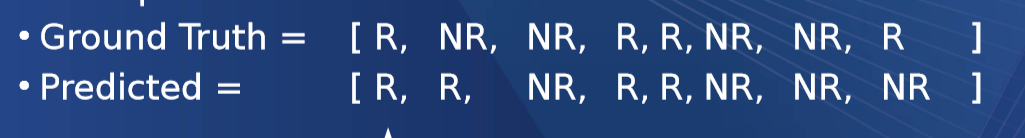 • Ground Truth = [ R, NR, NR, R, R, NR, NR, R ]
• Predicted = [ R, R, NR, R, R, NR, NR, NR ]